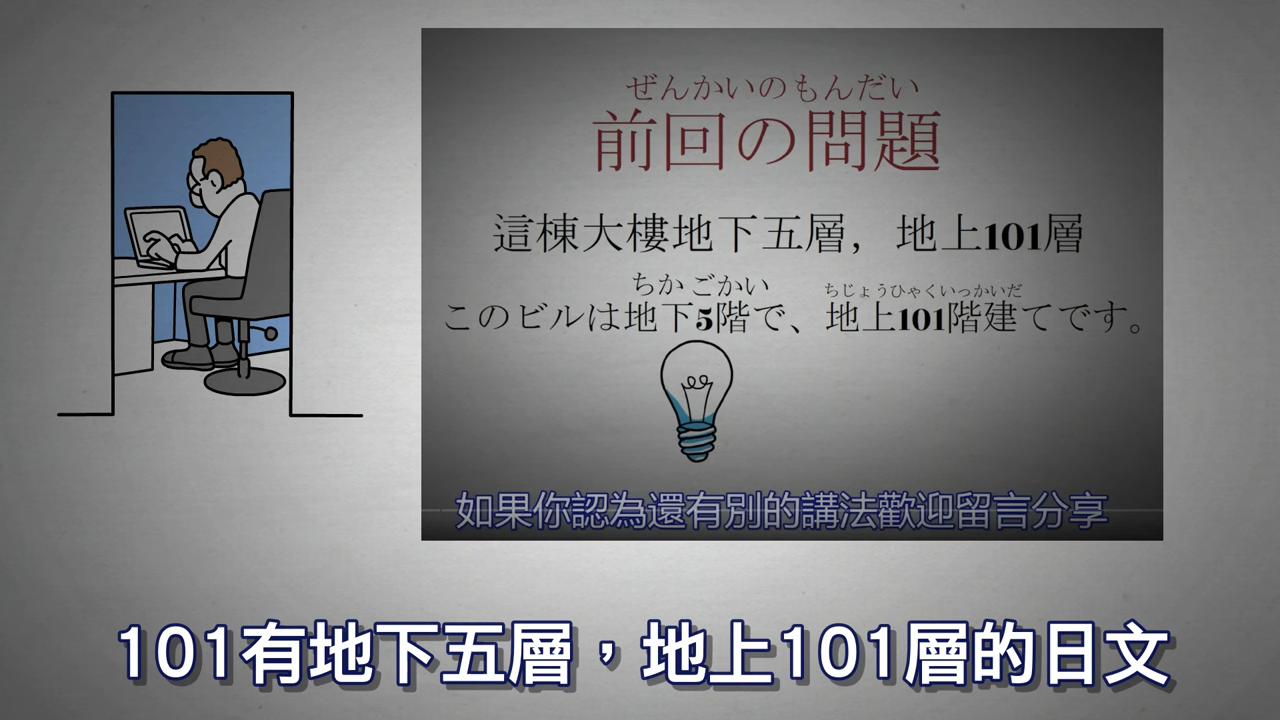 ぜんかいのもんだい
前回の問題
這棟大樓地下五層，地上101層
ちか ごかい ちじょうひゃくいっかいだ
このビルは地下5階で、地上101階建てです。
如果你認為還有別的講法歡迎留言分享
101有地下五層，地上101層的日文